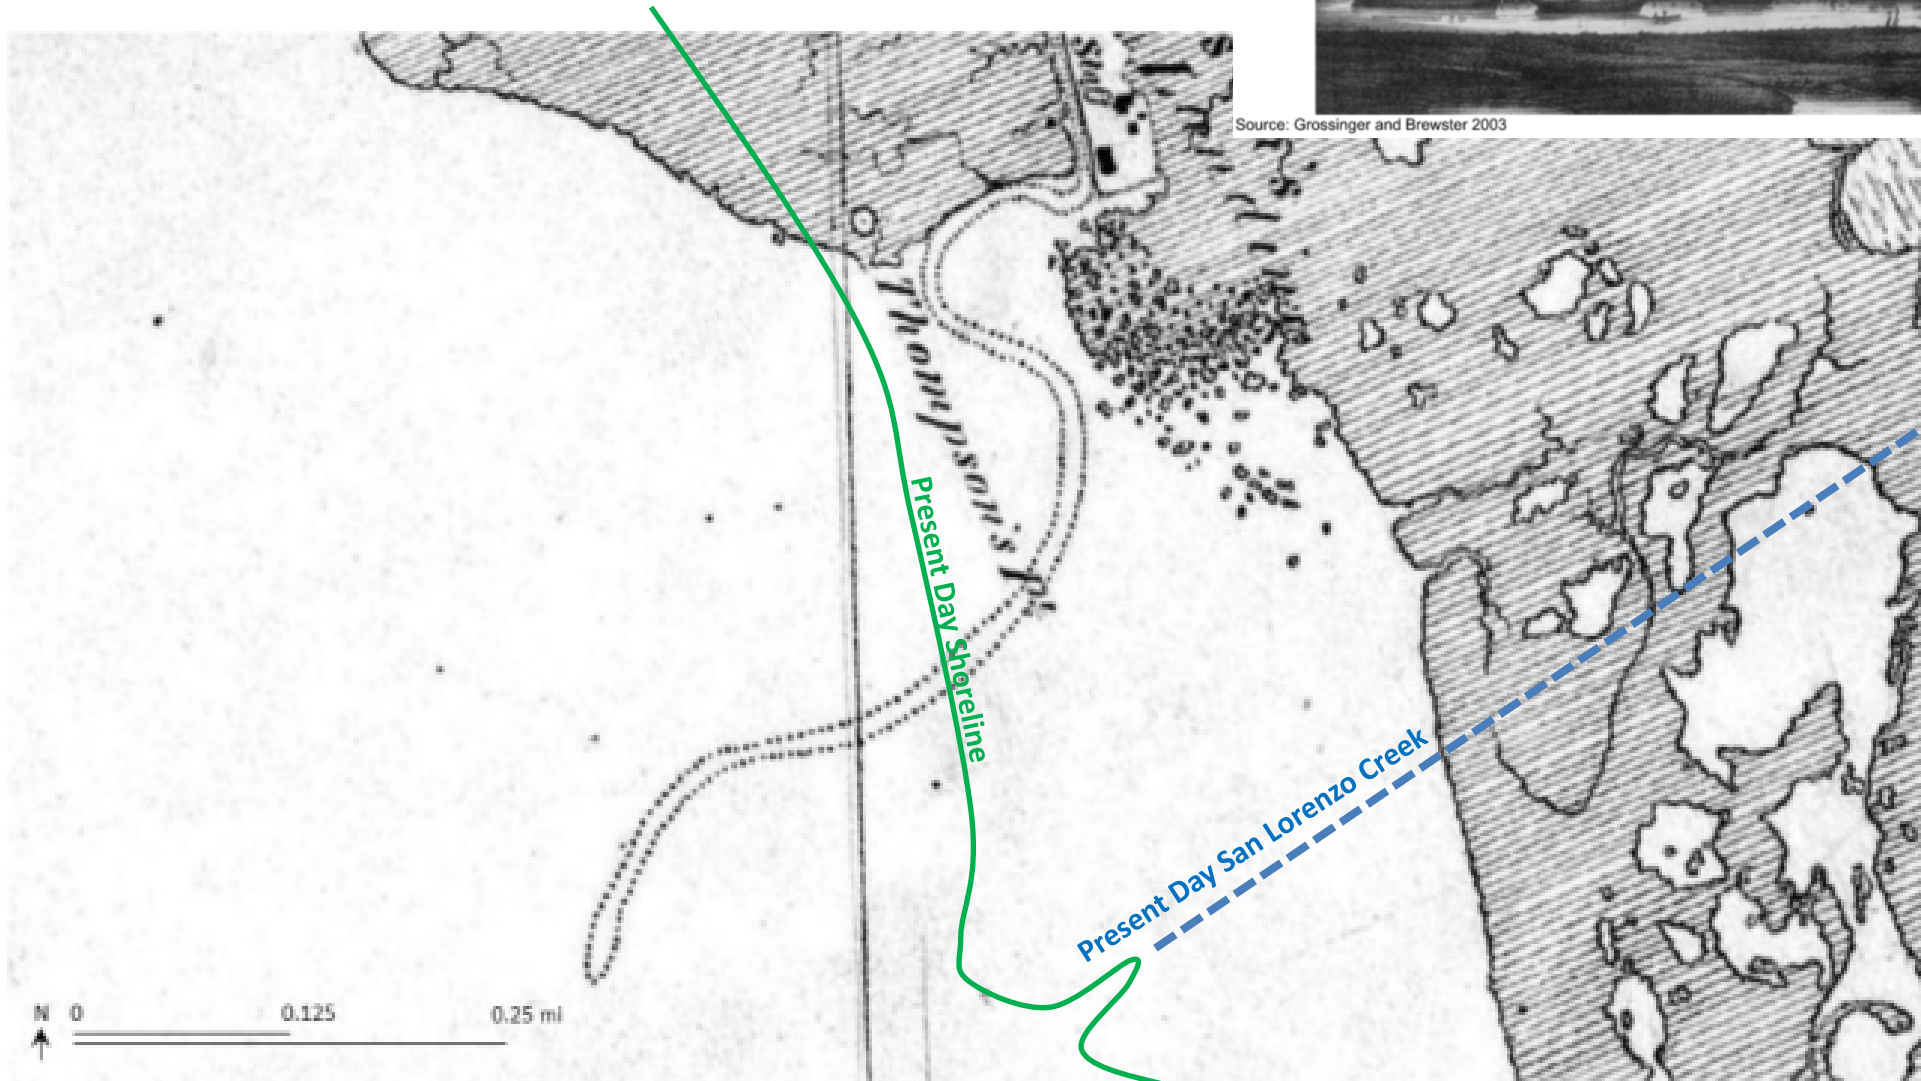 Source: Grossinger and Brewster 2003
Thompson's
Present Day Shoreline
Present Day San Lorenzo Creek
N 0 0.125 0.25 mi